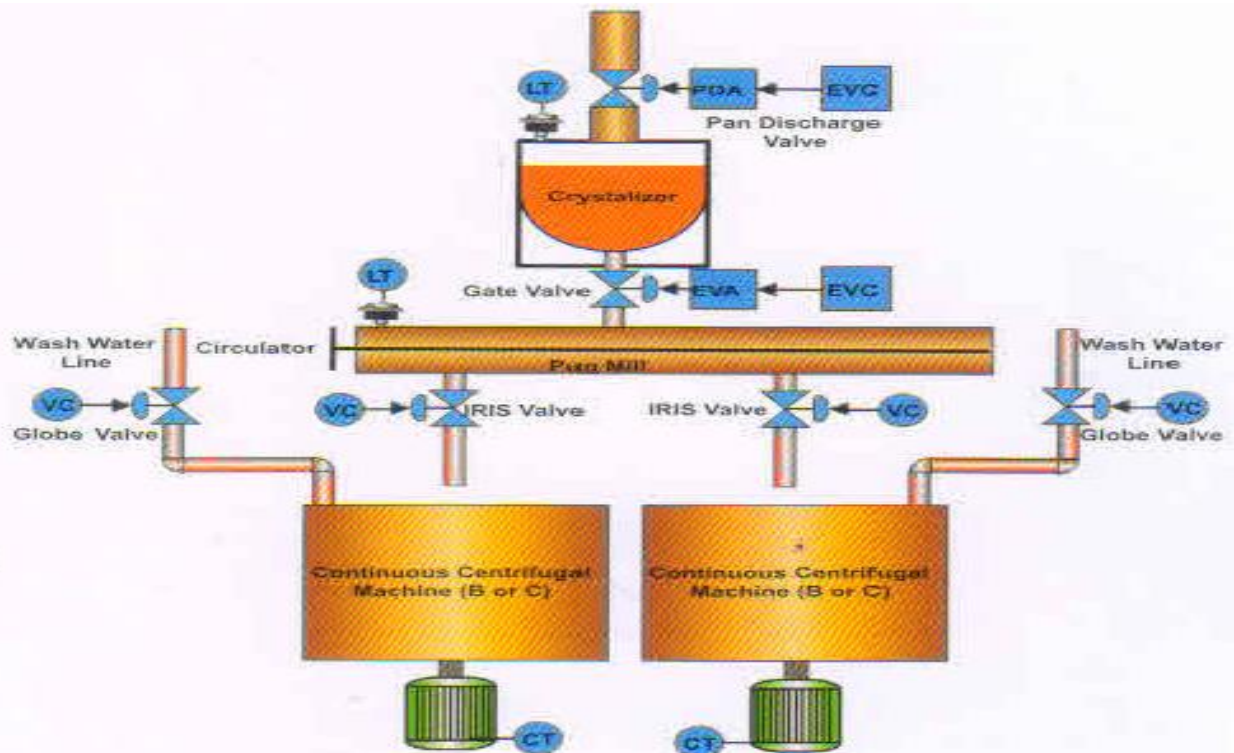 LT
PDA
EVC
Pan Discharge
Valve
Crystalizer
LT
Gate Valve
EVA
EVC
Wash Water
Line
Circulator
Wash Water
Line
VC
Globe Valve
VC
IRIS Valve
IRIS Valve
VC
VC
Globe Valve
Continuous Centrifugal
Machine (B or C)
Continuous Centrifugal
Machine (B or C)
CT
CT